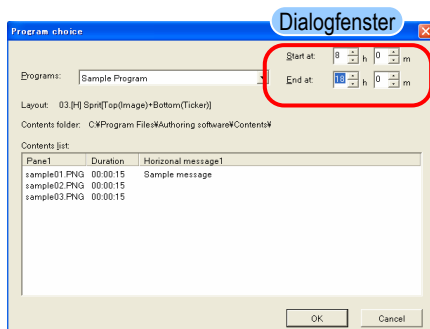 Dialogfenster
Program choice
Start at: 8 h 0 m
Programs: Sample Program
End at: 18 h 0 m
Layout: 03.[H] Sprit[Top(Image)+Bottom(Ticker)]
Contents folder: C:¥Program Files¥Authoring software¥Contents¥
Contents list:
Pane1 Duration Horizonal message1
sample01.PNG 00:00:15 Sample message
sample02.PNG 00:00:15
sample03.PNG 00:00:15
OK Cancel